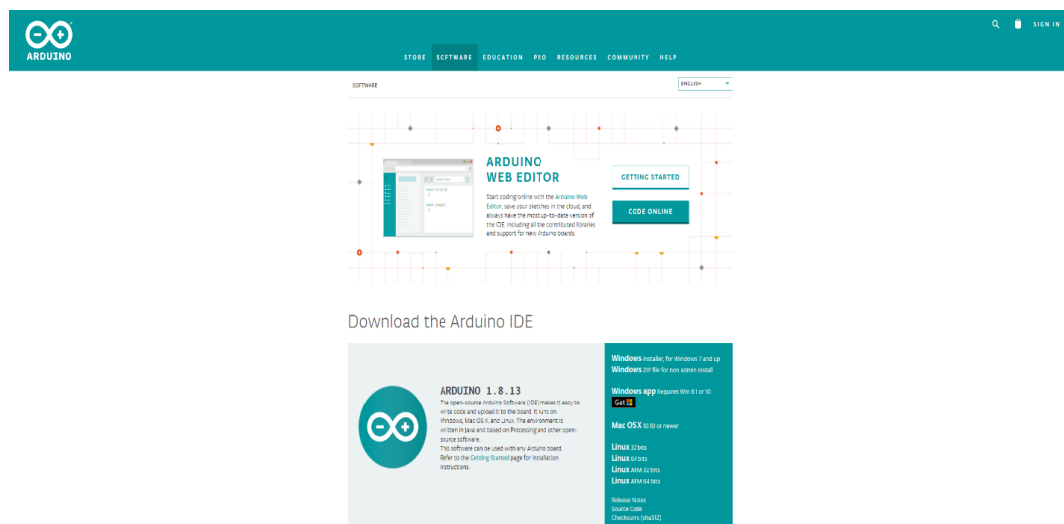 ARDUINO
SIGN IN
STORE SOFTWARE EDUCATION PRO RESOURCES COMMUNITY HELP
SOFTWARE
ENGLISH
ARDUINO
WEB EDITOR
Start coding online with the Arduino Web
Editor, save your sketches in the cloud, and
always have the most up-to-date version of
the IDE, including all the contributed libraries
and support for new Arduino boards.
GETTING STARTED
CODE ONLINE
Download the Arduino IDE
ARDUINO 1.8.13
The open-source Arduino Software (IDE) makes it easy to
write code and upload it to the board. It runs on
Windows, Mac OS X, and Linux. The environment is
written in Java and based on Processing and other open-
source software.
This software can be used with any Arduino board.
Refer to the Getting Started page for Installation
instructions.
Windows Installer, for Windows 7 and up
Windows ZIP file for non admin install
Windows app Requires Win 8.1 or 10
Get
Mac OS X 10.10 or newer
Linux 32 bits
Linux 64 bits
Linux ARM 32 bits
Linux ARM 64 bits
Release Notes
Source Code
Checksums (sha512)